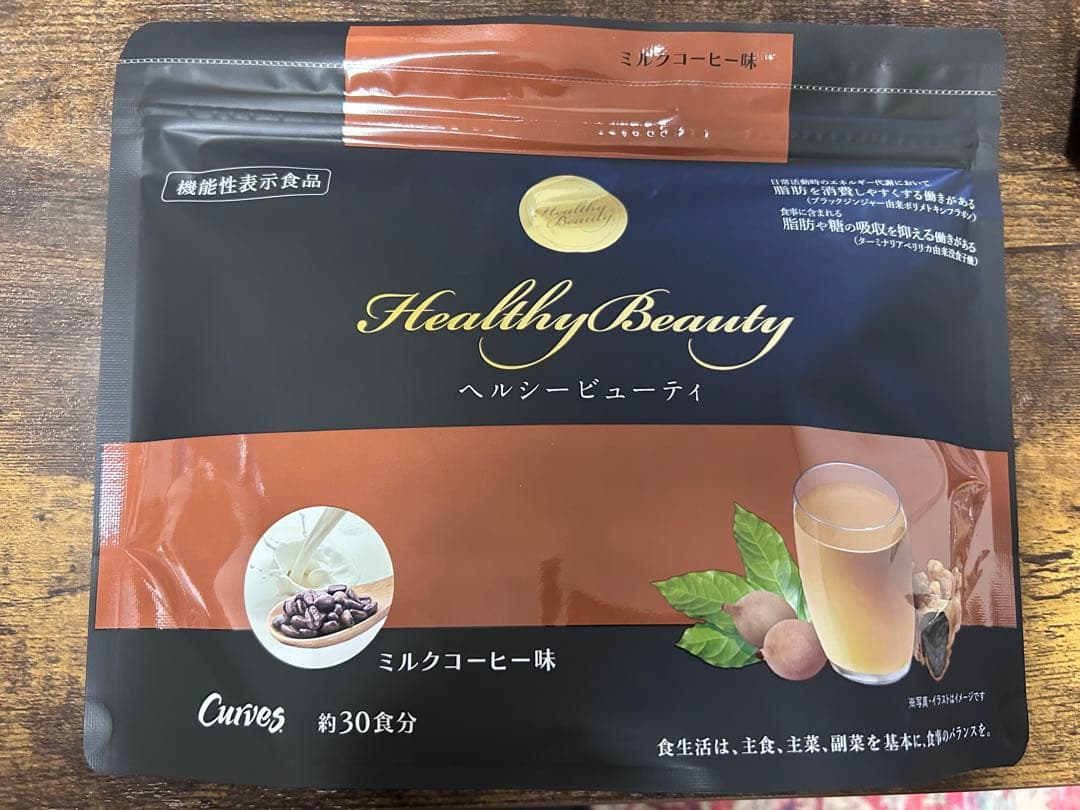 ミルクコーヒー味
機能性表示食品
日常活動時のエネルギー代謝において
脂肪を消費しやすくする働きがある
(ブラックジンジャー由来ポリメトキシフラボン)
食事に含まれる
脂肪や糖の吸収を抑える働きがある
(ターミナリアベリリカ由来没食子酸)
Healthy
Beauty
Healthy Beauty
ヘルシービューティ
ミルクコーヒー味
※写真・イラストはイメージです
Curves
約30食分
食生活は、主食、主菜、副菜を基本に、食事のバランスを。